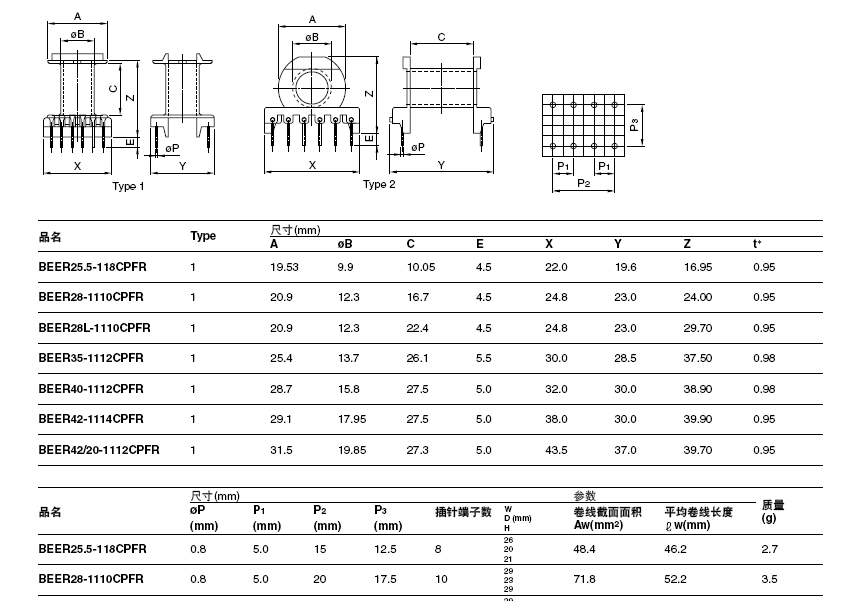 A
øB
C
Z
E
øP
X
Y
Type 1
A
øB
C
Z
E
øP
X
Y
Type 2
P3
P1
P1
P2
品名 Type 尺寸(mm)
A øB C E X Y Z t*
BEER25.5-118CPFR 1 19.53 9.9 10.05 4.5 22.0 19.6 16.95 0.95
BEER28-1110CPFR 1 20.9 12.3 16.7 4.5 24.8 23.0 24.00 0.95
BEER28L-1110CPFR 1 20.9 12.3 22.4 4.5 24.8 23.0 29.70 0.95
BEER35-1112CPFR 1 25.4 13.7 26.1 5.5 30.0 28.5 37.50 0.98
BEER40-1112CPFR 1 28.7 15.8 27.5 5.0 32.0 30.0 38.90 0.98
BEER42-1114CPFR 1 29.1 17.95 27.5 5.0 38.0 30.0 39.90 0.95
BEER42/20-1112CPFR 1 31.5 19.85 27.3 5.0 43.5 37.0 39.70 0.95
品名 尺寸(mm) 参数 质量
øP P1 P2 P3 插针端子数 W D (mm) H 卷线截面面积 平均卷线长度 (g)
(mm) (mm) (mm) (mm) Aw(mm²) ℓw(mm)
BEER25.5-118CPFR 0.8 5.0 15 12.5 8 26 20 21 48.4 46.2 2.7
BEER28-1110CPFR 0.8 5.0 20 17.5 10 29 23 29 71.8 52.2 3.5